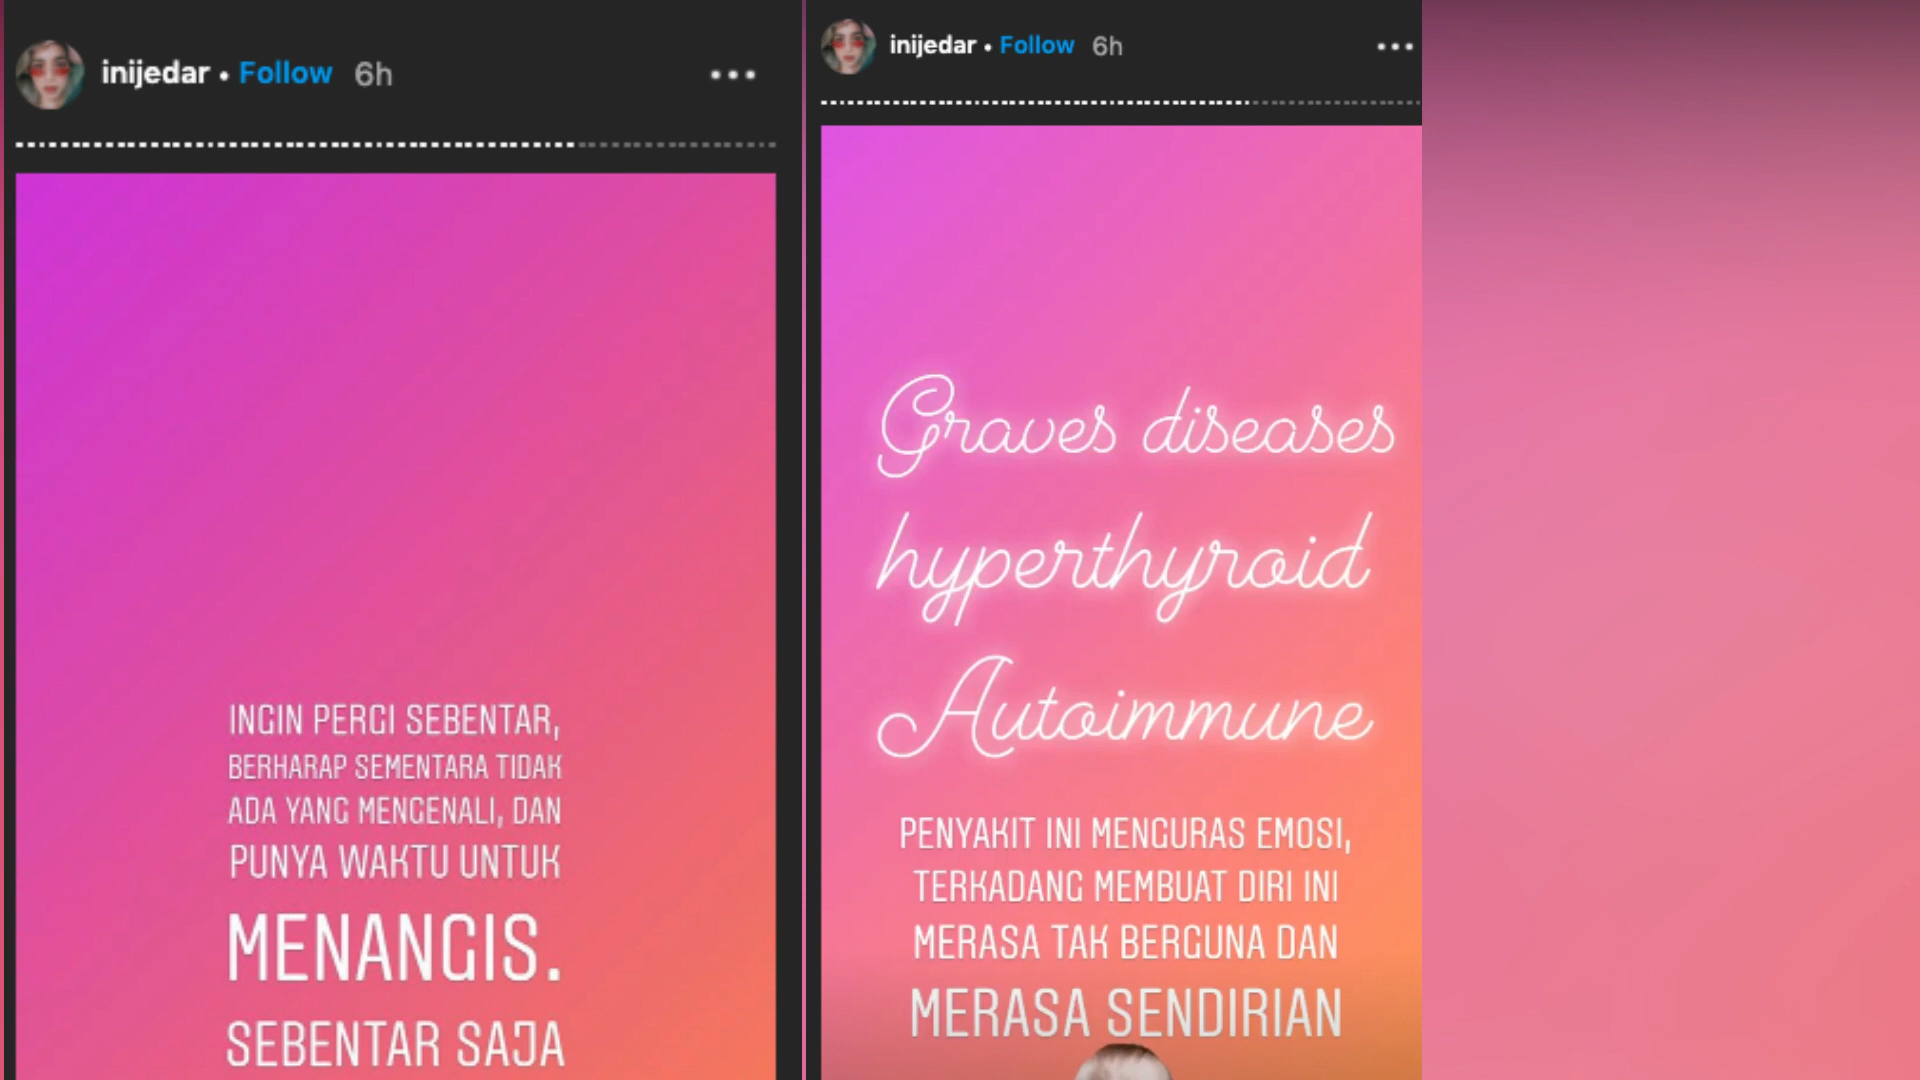 inijedar • Follow 6h
INGIN PERGI SEBENTAR,
BERHARAP SEMENTARA TIDAK
ADA YANG MENGENALI, DAN
PUNYA WAKTU UNTUK
MENANGIS.
SEBENTAR SAJA
inijedar • Follow 6h
Graves diseases
hyperthyroid
Autoimmune
PENYAKIT INI MENGURAS EMOSI,
TERKADANG MEMBUAT DIRI INI
MERASA TAK BERGUNA DAN
MERASA SENDIRIAN